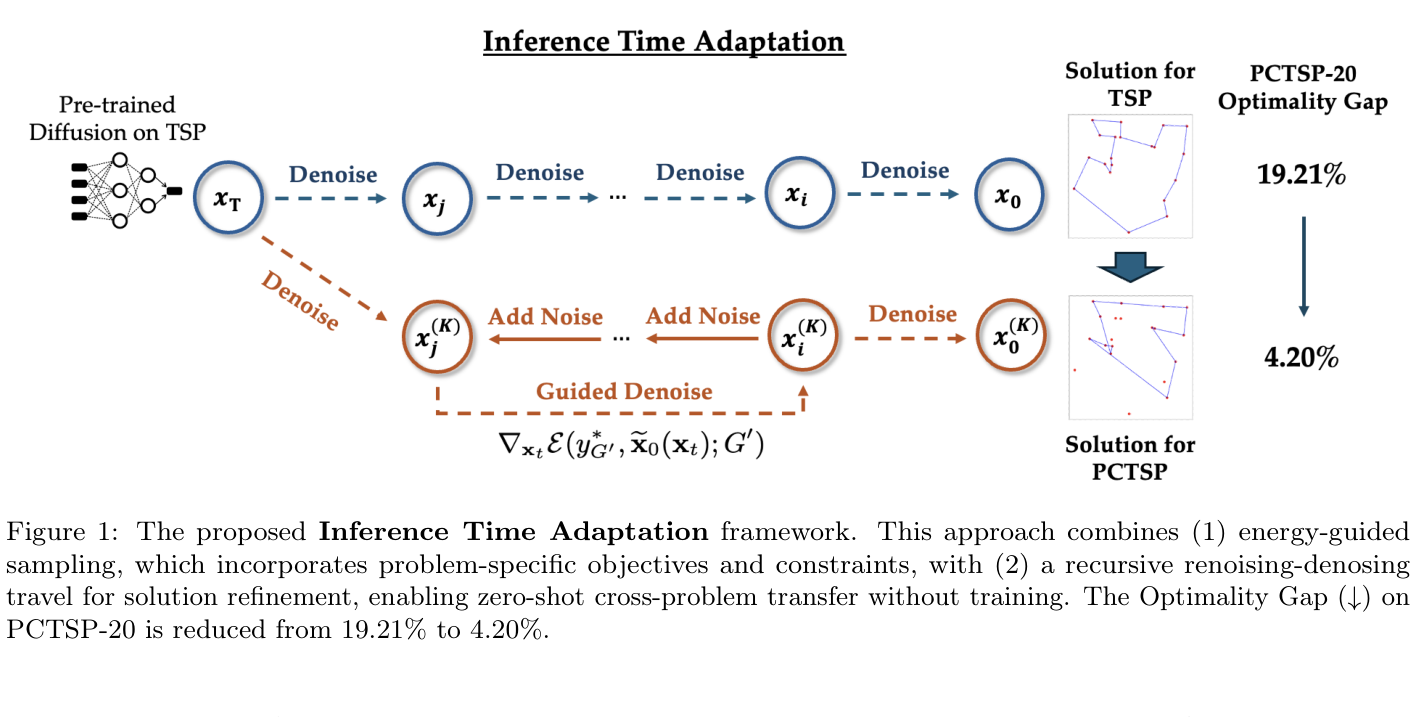 Inference Time Adaptation
Pre-trained
Diffusion on TSP
x_T
Denoise
x_j
Denoise
...
Denoise
x_i
Denoise
x_0
Solution for
TSP
PCTSP-20
Optimality Gap
19.21%
Denoise
x_j^{(K)}
Add Noise
...
Add Noise
x_i^{(K)}
Denoise
x_0^{(K)}
4.20%
Guided Denoise
∇_{x_t} ℰ(y*_{G′}, x̃_0(x_t); G′)
Solution for
PCTSP
Figure 1: The proposed Inference Time Adaptation framework. This approach combines (1) energy-guided
sampling, which incorporates problem-specific objectives and constraints, with (2) a recursive renoising-denosing
travel for solution refinement, enabling zero-shot cross-problem transfer without training. The Optimality Gap (↓) on
PCTSP-20 is reduced from 19.21% to 4.20%.